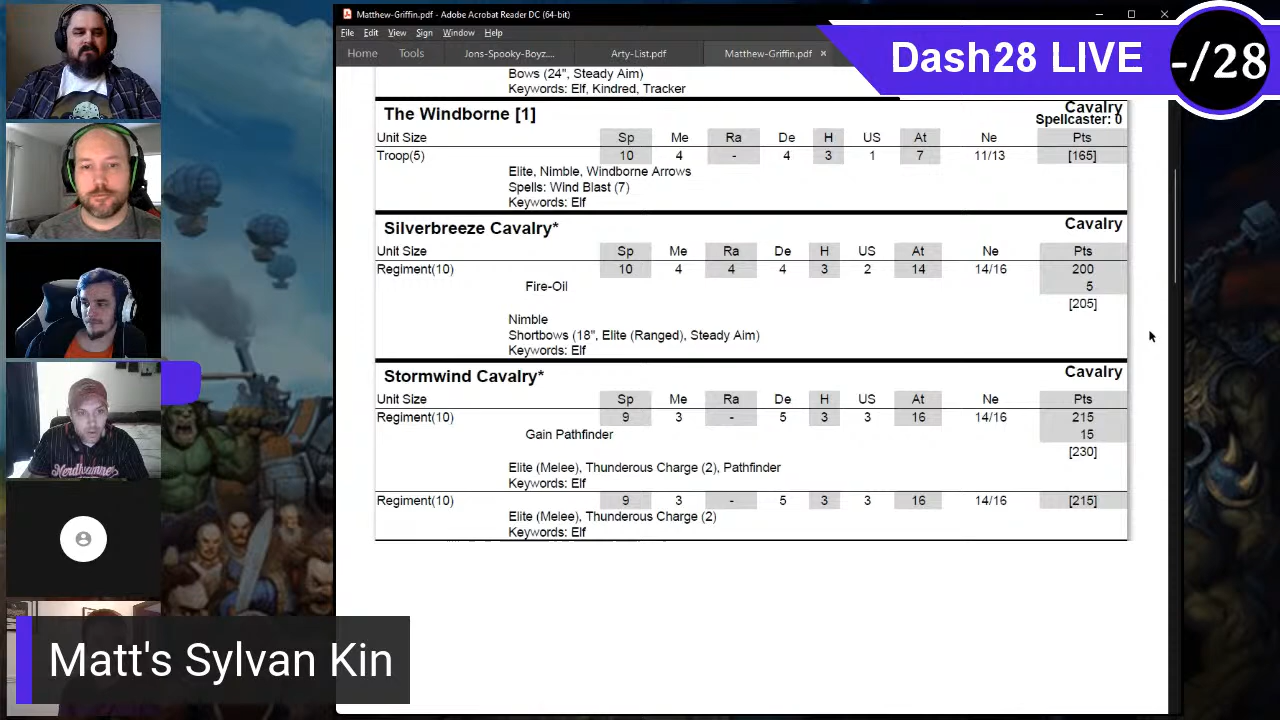 Matthew-Griffin.pdf - Adobe Acrobat Reader DC (64-bit)
File Edit View Sign Window Help
Home Tools Jons-Spooky-Boyz.... Arty-List.pdf Matthew-Griffin.pdf ×
Dash28 LIVE
-/28
Bows (24", Steady Aim)
Keywords: Elf, Kindred, Tracker
The Windborne [1] Cavalry
Spellcaster: 0
Unit Size Sp Me Ra De H US At Ne Pts
Troop(5) 10 4 - 4 3 1 7 11/13 [165]
Elite, Nimble, Windborne Arrows
Spells: Wind Blast (7)
Keywords: Elf
Silverbreeze Cavalry* Cavalry
Unit Size Sp Me Ra De H US At Ne Pts
Regiment(10) 10 4 4 4 3 2 14 14/16 200
Fire-Oil 5
[205]
Nimble
Shortbows (18", Elite (Ranged), Steady Aim)
Keywords: Elf
Stormwind Cavalry* Cavalry
Unit Size Sp Me Ra De H US At Ne Pts
Regiment(10) 9 3 - 5 3 3 16 14/16 215
Gain Pathfinder 15
[230]
Elite (Melee), Thunderous Charge (2), Pathfinder
Keywords: Elf
Regiment(10) 9 3 - 5 3 3 16 14/16 [215]
Elite (Melee), Thunderous Charge (2)
Keywords: Elf
Matt's Sylvan Kin